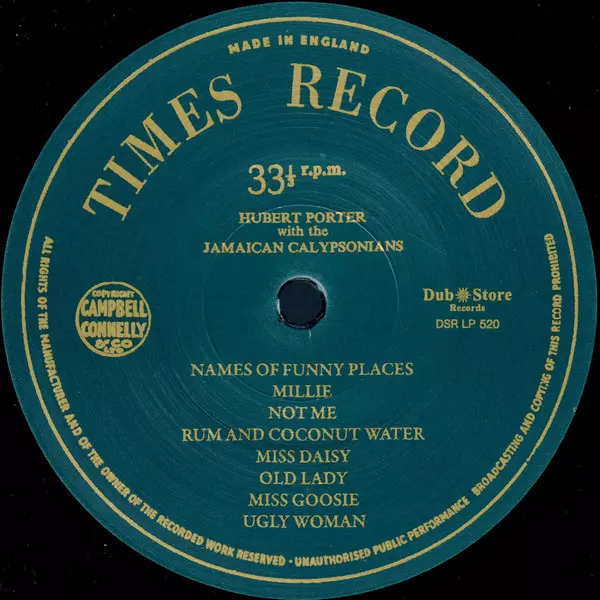 MADE IN ENGLAND
TIMES RECORD
33⅓ r.p.m.
HUBERT PORTER
with the
JAMAICAN CALYPSONIANS
COPYRIGHT
CAMPBELL
CONNELLY
& CO
LTD
Dub Store
Records
DSR LP 520
NAMES OF FUNNY PLACES
MILLIE
NOT ME
RUM AND COCONUT WATER
MISS DAISY
OLD LADY
MISS GOOSIE
UGLY WOMAN
ALL RIGHTS OF THE MANUFACTURER AND OF THE OWNER OF THE RECORDED WORK RESERVED · UNAUTHORISED PUBLIC PERFORMANCE BROADCASTING AND COPYING OF THIS RECORD PROHIBITED